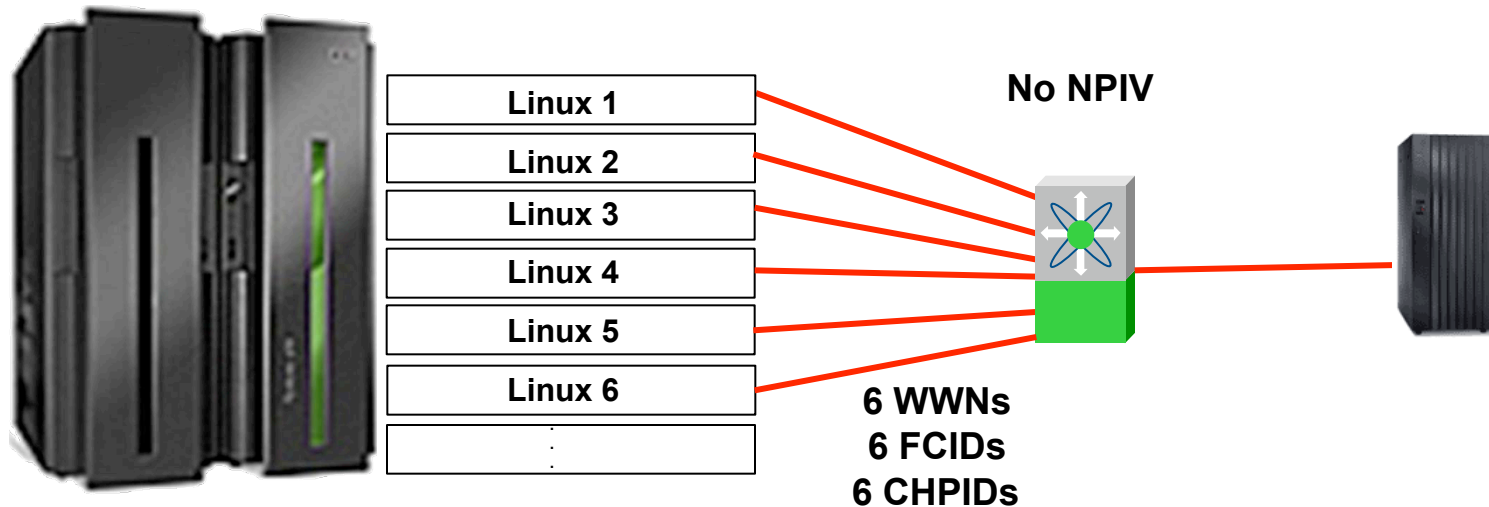 No NPIV
Linux 1
Linux 2
Linux 3
Linux 4
Linux 5
Linux 6
.
.
.
6 WWNs
6 FCIDs
6 CHPIDs